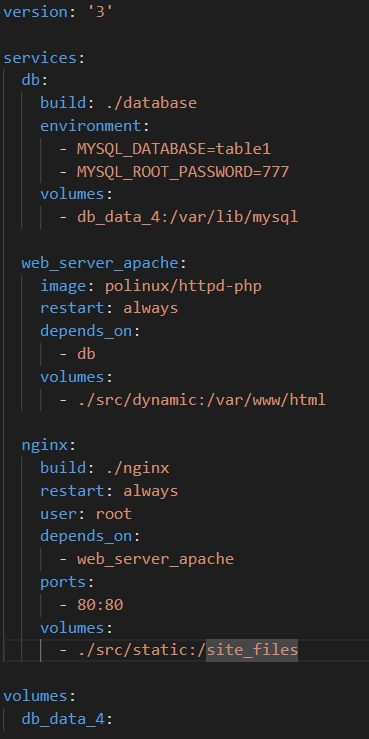 version: '3'

services:
  db:
    build: ./database
    environment:
      - MYSQL_DATABASE=table1
      - MYSQL_ROOT_PASSWORD=777
    volumes:
      - db_data_4:/var/lib/mysql

  web_server_apache:
    image: polinux/httpd-php
    restart: always
    depends_on:
      - db
    volumes:
      - ./src/dynamic:/var/www/html

  nginx:
    build: ./nginx
    restart: always
    user: root
    depends_on:
      - web_server_apache
    ports:
      - 80:80
    volumes:
      - ./src/static:/site_files

volumes:
  db_data_4: